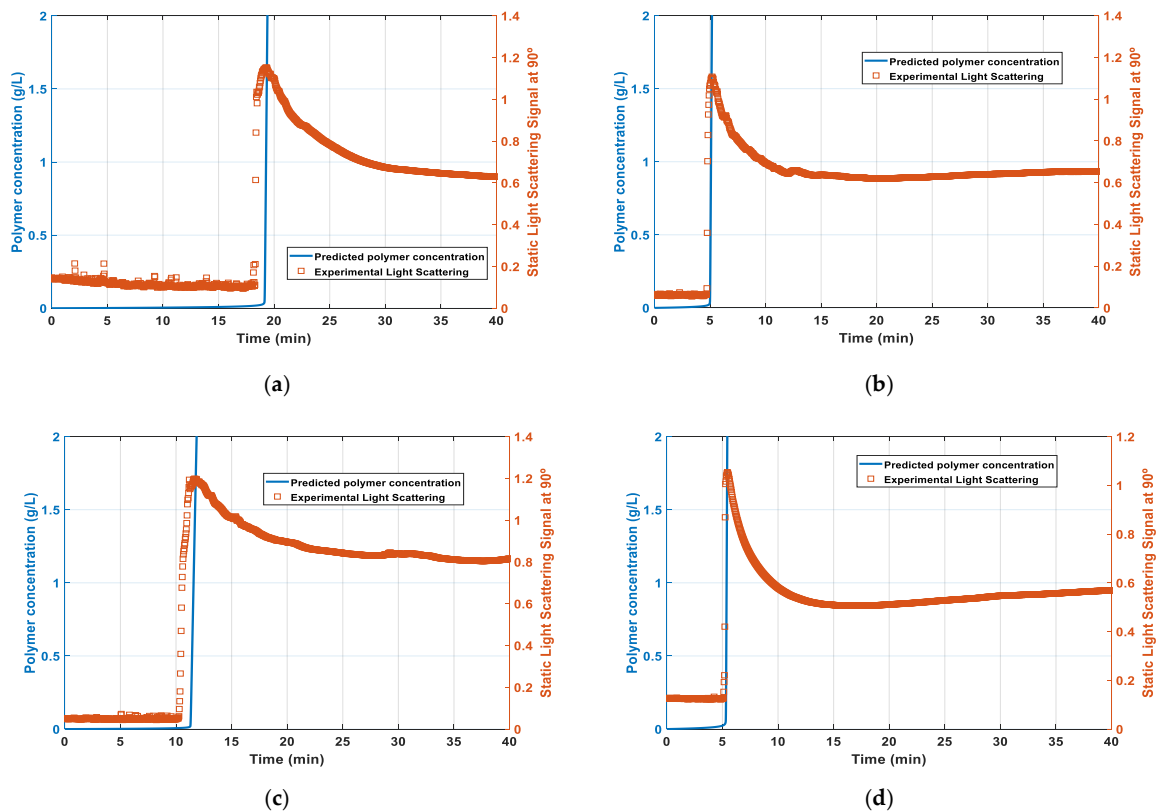 2
1.5
1
0.5
0
Polymer concentration (g/L)
1.4
1.2
1
0.8
0.6
0.4
0.2
0
Static Light Scattering Signal at 90º
Predicted polymer concentration
Experimental Light Scattering
0 5 10 15 20 25 30 35 40
Time (min)
(a)
2
1.5
1
0.5
0
Polymer concentration (g/L)
1.4
1.2
1
0.8
0.6
0.4
0.2
0
Static Light Scattering Signal at 90º
Predicted polymer concentration
Experimental Light Scattering
0 5 10 15 20 25 30 35 40
Time (min)
(b)
2
1.5
1
0.5
0
Polymer concentration (g/L)
1.4
1.2
1
0.8
0.6
0.4
0.2
0
Static Light Scattering Signal at 90º
Predicted polymer concentration
Experimental Light Scattering
0 5 10 15 20 25 30 35 40
Time (min)
(c)
2
1.5
1
0.5
0
Polymer concentration (g/L)
1.2
1
0.8
0.6
0.4
0.2
0
Static Light Scattering Signal at 90º
Predicted polymer concentration
Experimental Light Scattering
0 5 10 15 20 25 30 35 40
Time (min)
(d)